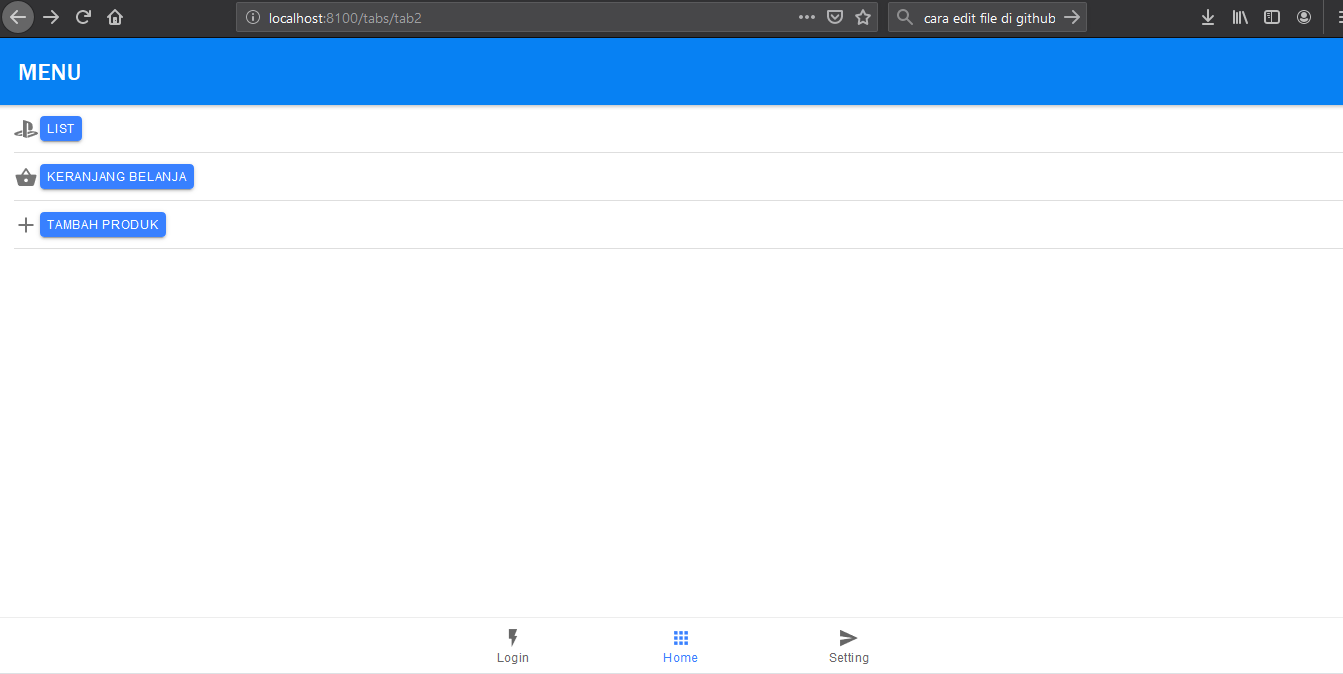 localhost:8100/tabs/tab2
cara edit file di github
MENU
LIST
KERANJANG BELANJA
TAMBAH PRODUK
Login
Home
Setting